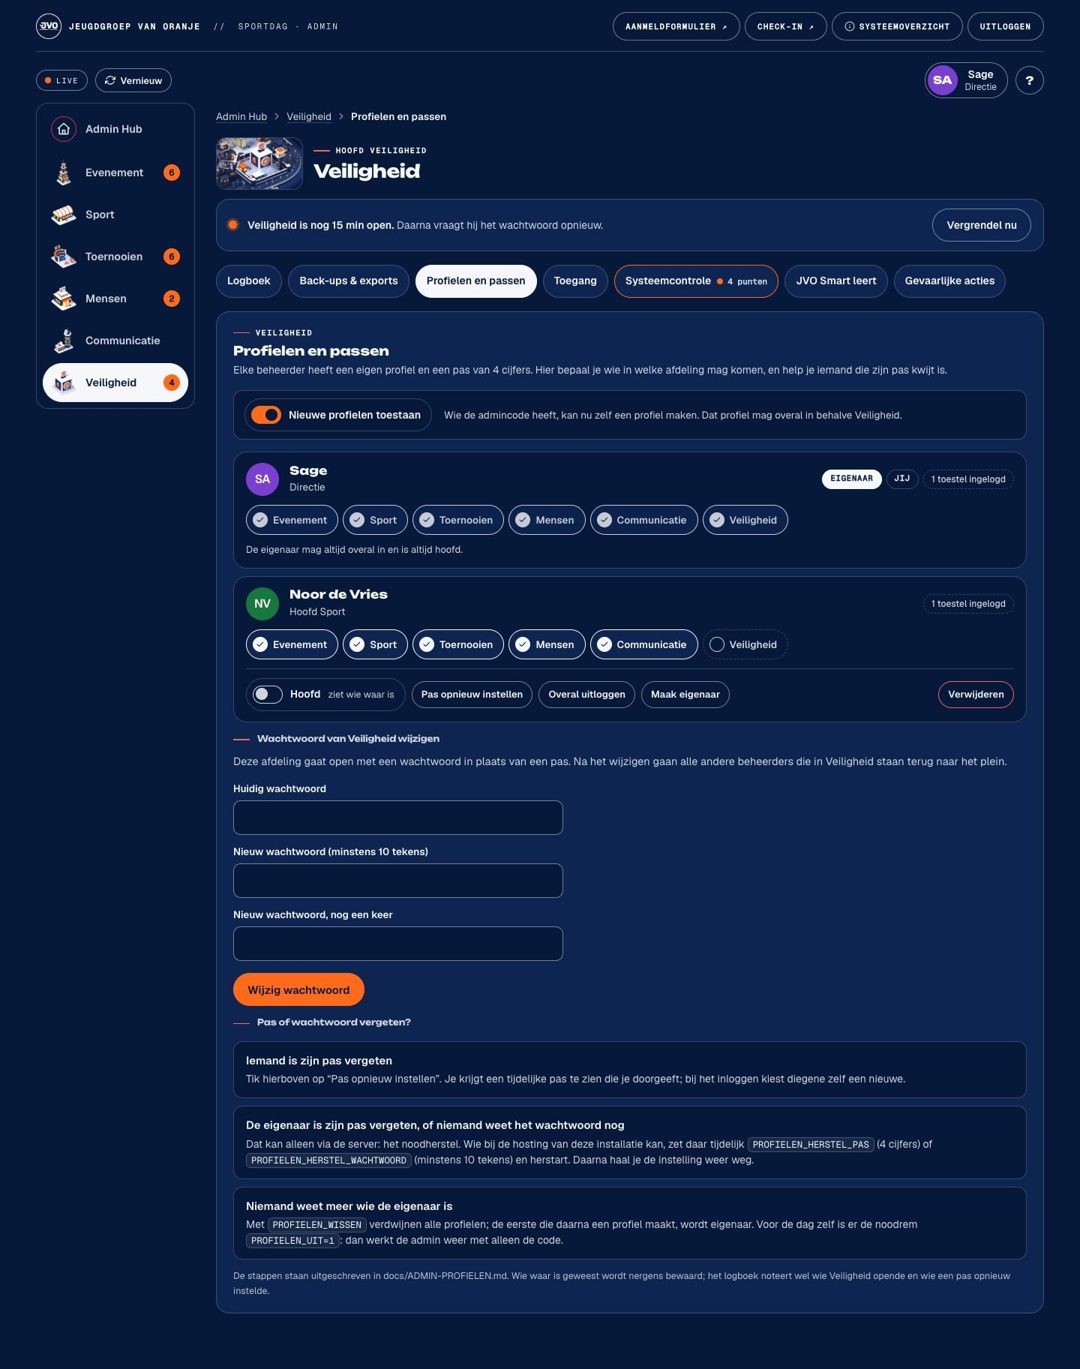 JVO JEUGDGROEP VAN ORANJE // SPORTDAG · ADMIN
AANMELDFORMULIER ↗ CHECK-IN ↗ SYSTEEMOVERZICHT UITLOGGEN
LIVE Vernieuw
SA Sage Directie ?
Admin Hub
Evenement 6
Sport
Toernooien 6
Mensen 2
Communicatie
Veiligheid 4
Admin Hub > Veiligheid > Profielen en passen
HOOFD VEILIGHEID
Veiligheid
Veiligheid is nog 15 min open. Daarna vraagt hij het wachtwoord opnieuw. Vergrendel nu
Logboek Back-ups & exports Profielen en passen Toegang Systeemcontrole 4 punten JVO Smart leert Gevaarlijke acties
VEILIGHEID
Profielen en passen
Elke beheerder heeft een eigen profiel en een pas van 4 cijfers. Hier bepaal je wie in welke afdeling mag komen, en help je iemand die zijn pas kwijt is.
Nieuwe profielen toestaan Wie de admincode heeft, kan nu zelf een profiel maken. Dat profiel mag overal in behalve Veiligheid.
SA Sage
Directie
EIGENAAR JIJ 1 toestel ingelogd
Evenement Sport Toernooien Mensen Communicatie Veiligheid
De eigenaar mag altijd overal in en is altijd hoofd.
NV Noor de Vries
Hoofd Sport
1 toestel ingelogd
Evenement Sport Toernooien Mensen Communicatie Veiligheid
Hoofd ziet wie waar is Pas opnieuw instellen Overal uitloggen Maak eigenaar Verwijderen
Wachtwoord van Veiligheid wijzigen
Deze afdeling gaat open met een wachtwoord in plaats van een pas. Na het wijzigen gaan alle andere beheerders die in Veiligheid staan terug naar het plein.
Huidig wachtwoord
Nieuw wachtwoord (minstens 10 tekens)
Nieuw wachtwoord, nog een keer
Wijzig wachtwoord
Pas of wachtwoord vergeten?
Iemand is zijn pas vergeten
Tik hierboven op "Pas opnieuw instellen". Je krijgt een tijdelijke pas te zien die je doorgeeft; bij het inloggen kiest diegene zelf een nieuwe.
De eigenaar is zijn pas vergeten, of niemand weet het wachtwoord nog
Dat kan alleen via de server: het noodherstel. Wie bij de hosting van deze installatie kan, zet daar tijdelijk PROFIELEN_HERSTEL_PAS (4 cijfers) of
PROFIELEN_HERSTEL_WACHTWOORD (minstens 10 tekens) en herstart. Daarna haal je de instelling weer weg.
Niemand weet meer wie de eigenaar is
Met PROFIELEN_WISSEN verdwijnen alle profielen; de eerste die daarna een profiel maakt, wordt eigenaar. Voor de dag zelf is er de noodrem
PROFIELEN_UIT=1: dan werkt de admin weer met alleen de code.
De stappen staan uitgeschreven in docs/ADMIN-PROFIELEN.md. Wie waar is geweest wordt nergens bewaard; het logboek noteert wel wie Veiligheid opende en wie een pas opnieuw
instelde.